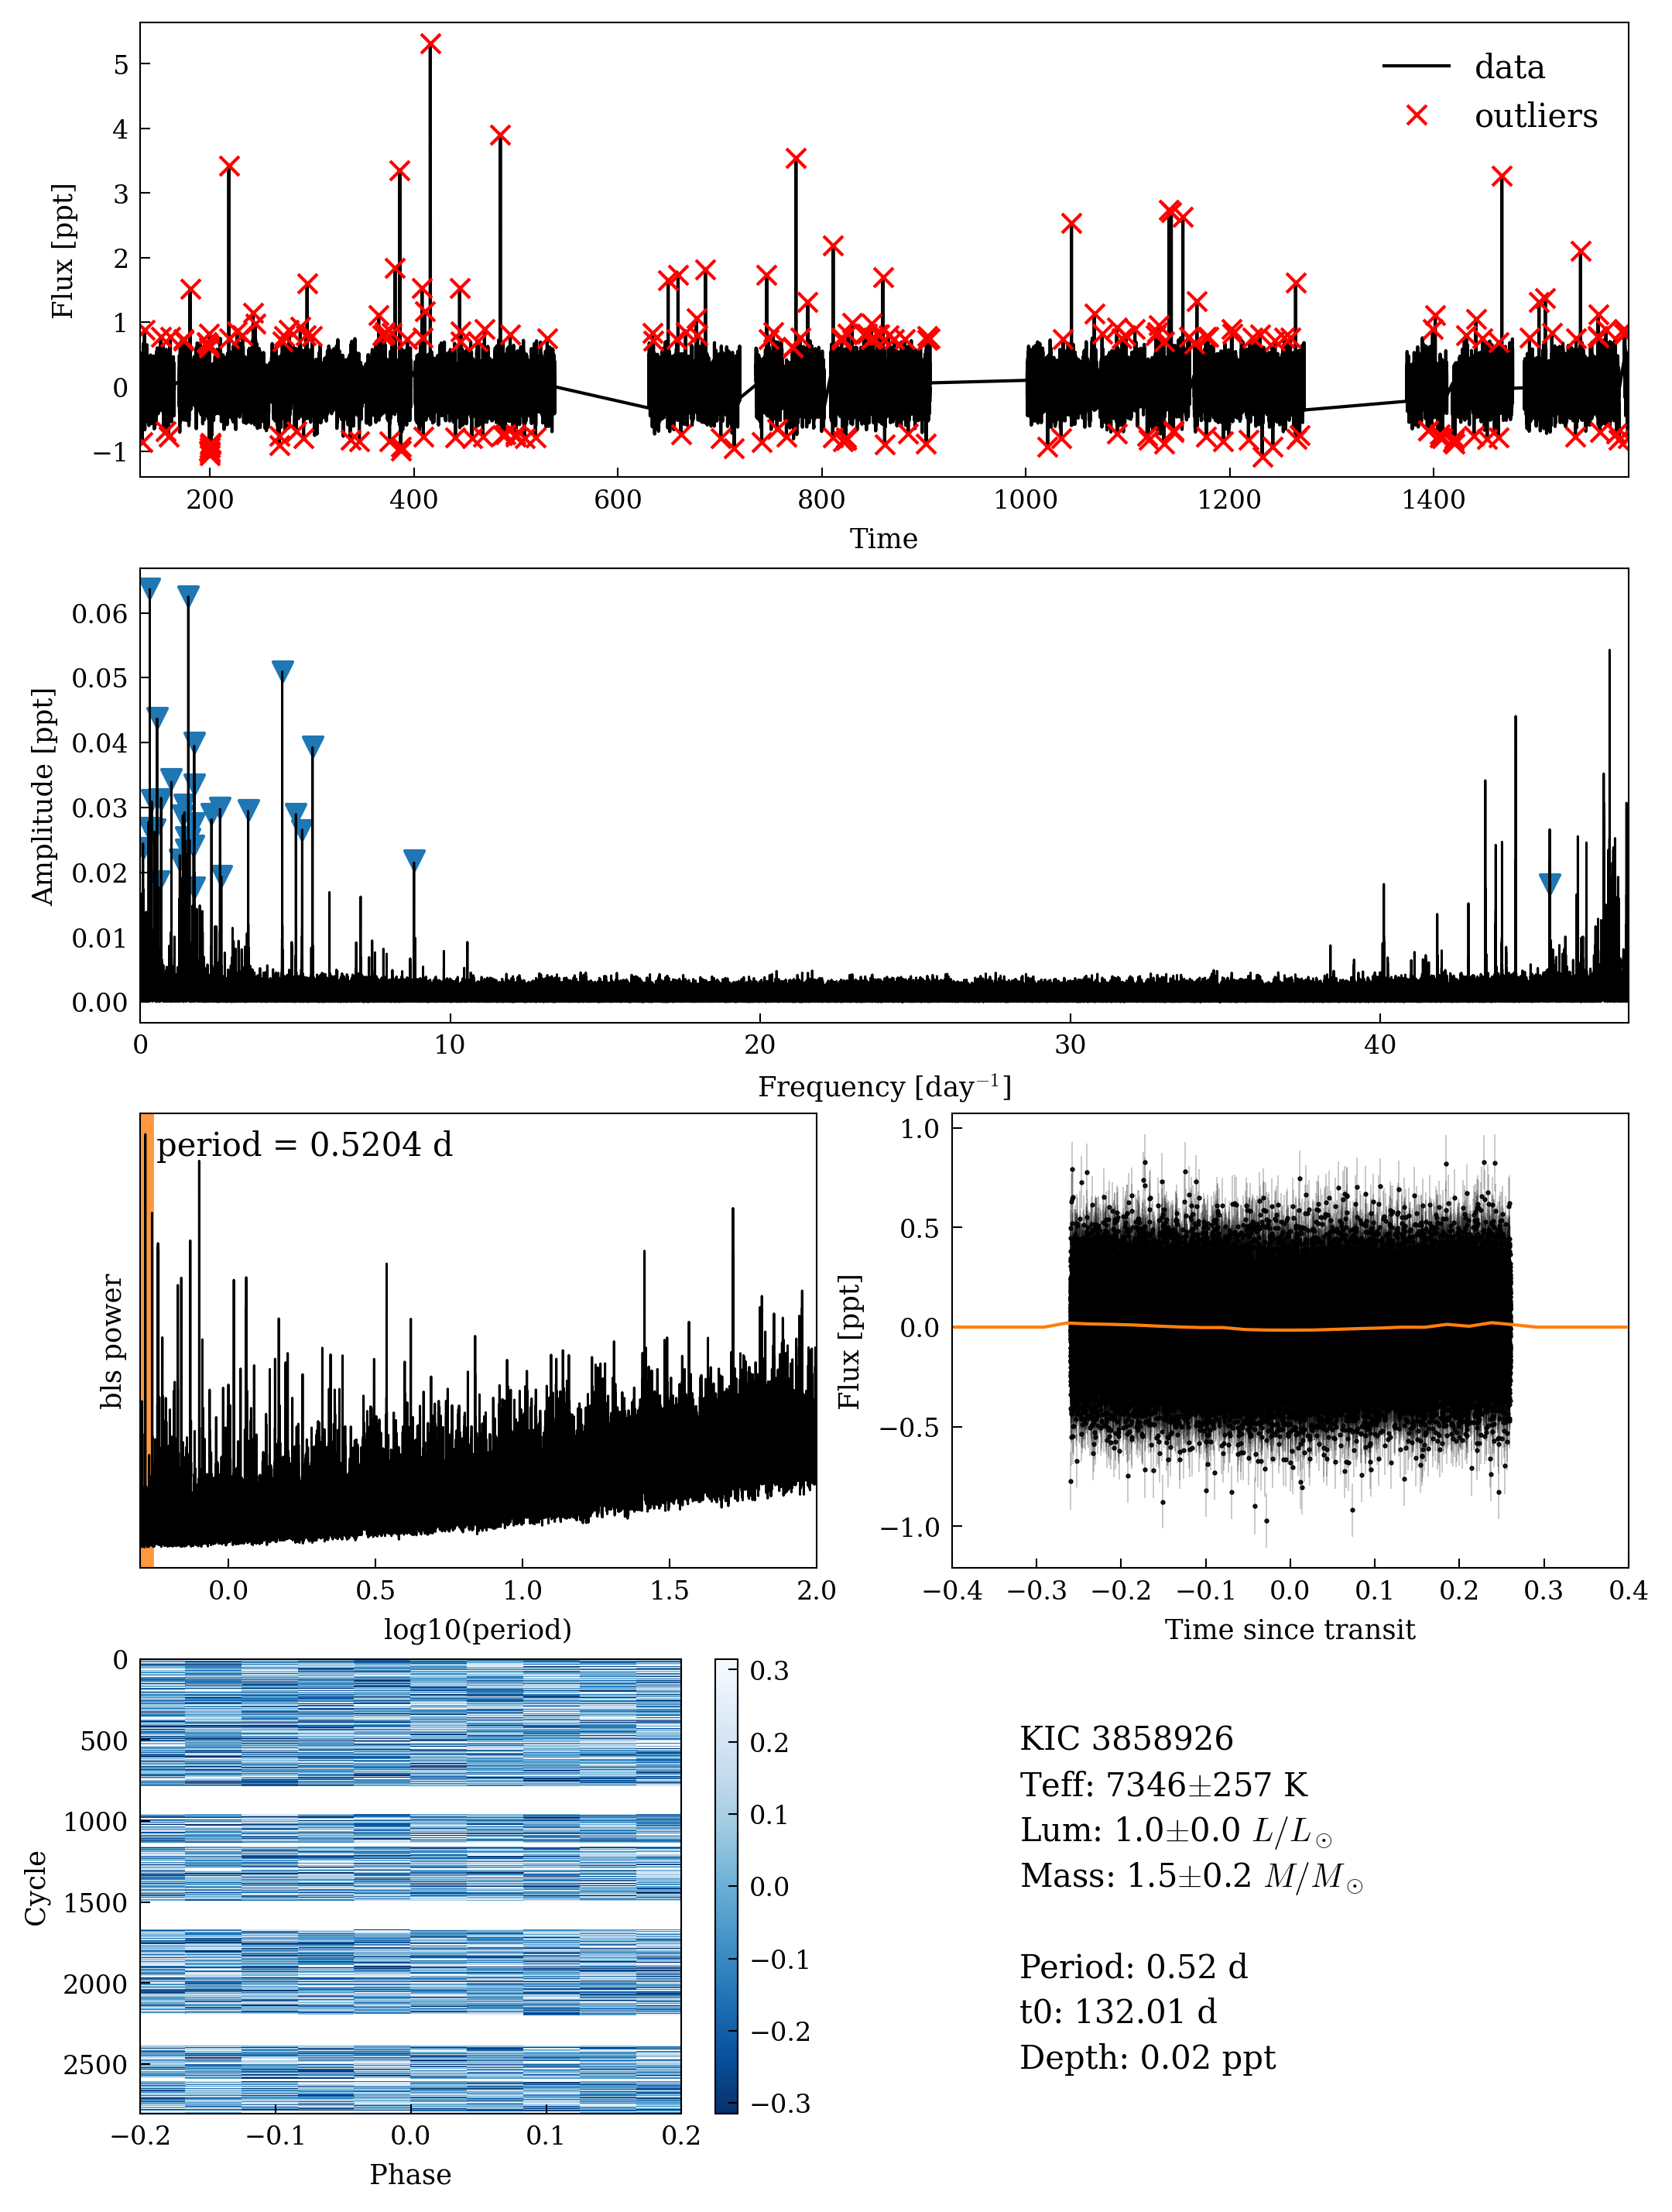 data
outliers
5
4
3
2
1
0
−1
Flux [ppt]
200 400 600 800 1000 1200 1400
Time
0.06
0.05
0.04
0.03
0.02
0.01
0.00
Amplitude [ppt]
0 10 20 30 40
Frequency [day⁻¹]
period = 0.5204 d
bls power
0.0 0.5 1.0 1.5 2.0
log10(period)
1.0
0.5
0.0
−0.5
−1.0
Flux [ppt]
−0.4 −0.3 −0.2 −0.1 0.0 0.1 0.2 0.3 0.4
Time since transit
0
500
1000
1500
2000
2500
Cycle
−0.2 −0.1 0.0 0.1 0.2
Phase
0.3
0.2
0.1
0.0
−0.1
−0.2
−0.3
KIC 3858926
Teff: 7346±257 K
Lum: 1.0±0.0 L/L⊙
Mass: 1.5±0.2 M/M⊙
Period: 0.52 d
t0: 132.01 d
Depth: 0.02 ppt